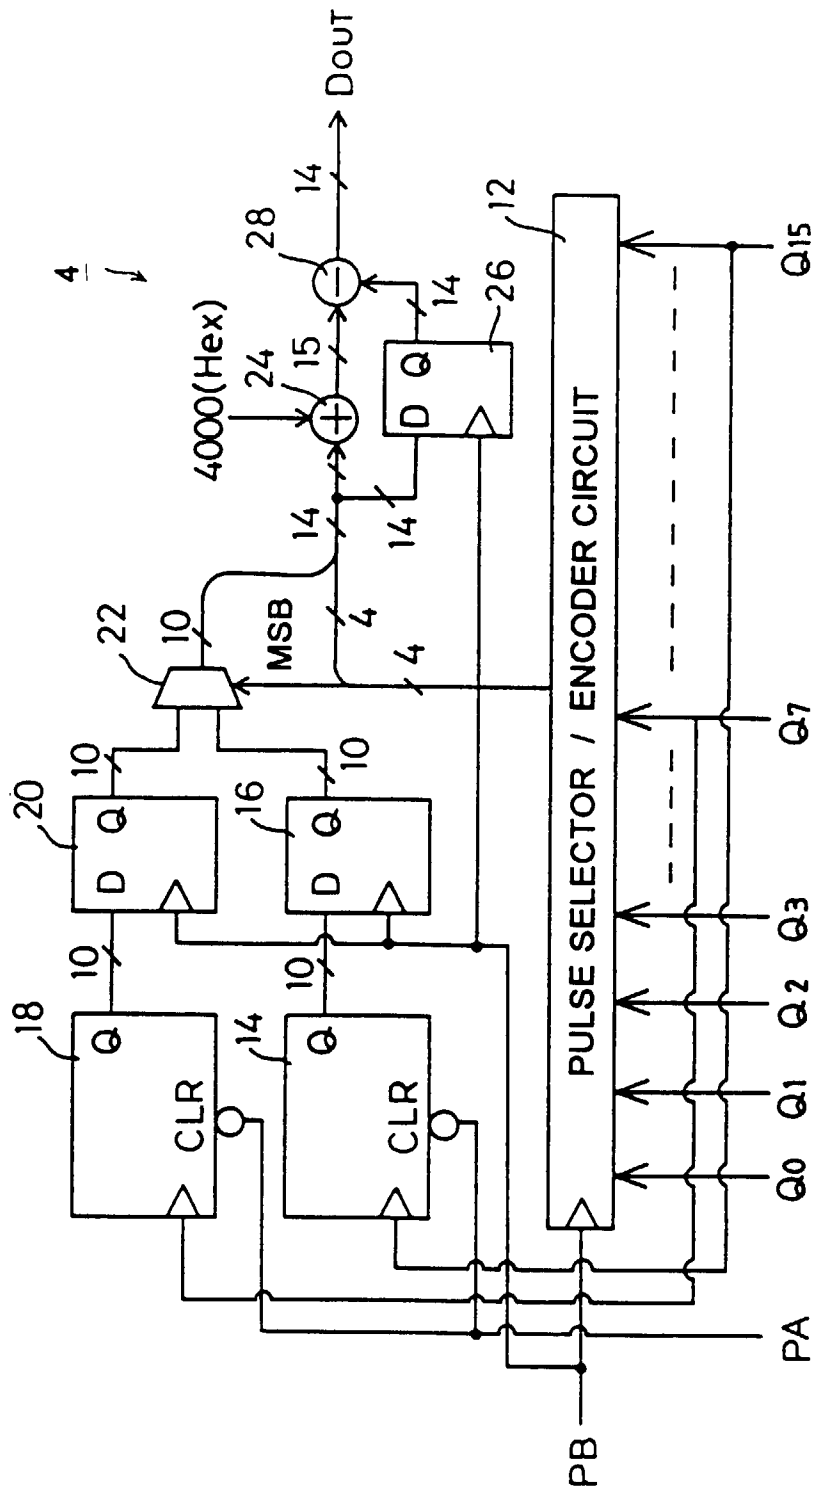 4
4000(Hex)
18
20
22
24
28
10
10
10
15
14
DOUT
Q
D
Q
CLR
MSB
14
14
14
14
16
10
10
4
4
Q
D
Q
D
Q
26
CLR
12
PB
PULSE SELECTOR / ENCODER CIRCUIT
PA
Q0
Q1
Q2
Q3
Q7
Q15